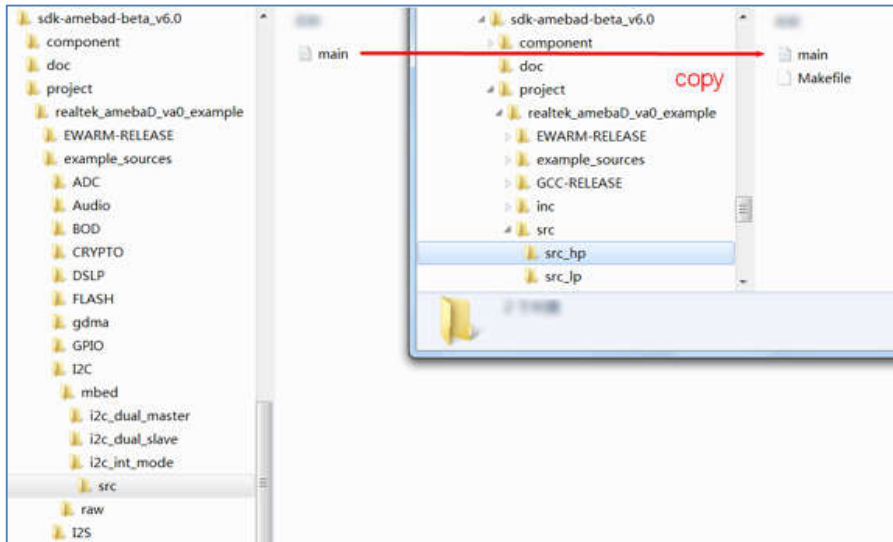 sdk-amebad-beta_v6.0
component
doc
project
realtek_amebaD_va0_example
EWARM-RELEASE
example_sources
ADC
Audio
BOD
CRYPTO
DSLP
FLASH
gdma
GPIO
I2C
mbed
i2c_dual_master
i2c_dual_slave
i2c_int_mode
src
raw
I2S
main
sdk-amebad-beta_v6.0
component
doc
project
realtek_amebaD_va0_example
EWARM-RELEASE
example_sources
GCC-RELEASE
inc
src
src_hp
src_lp
copy
main
Makefile